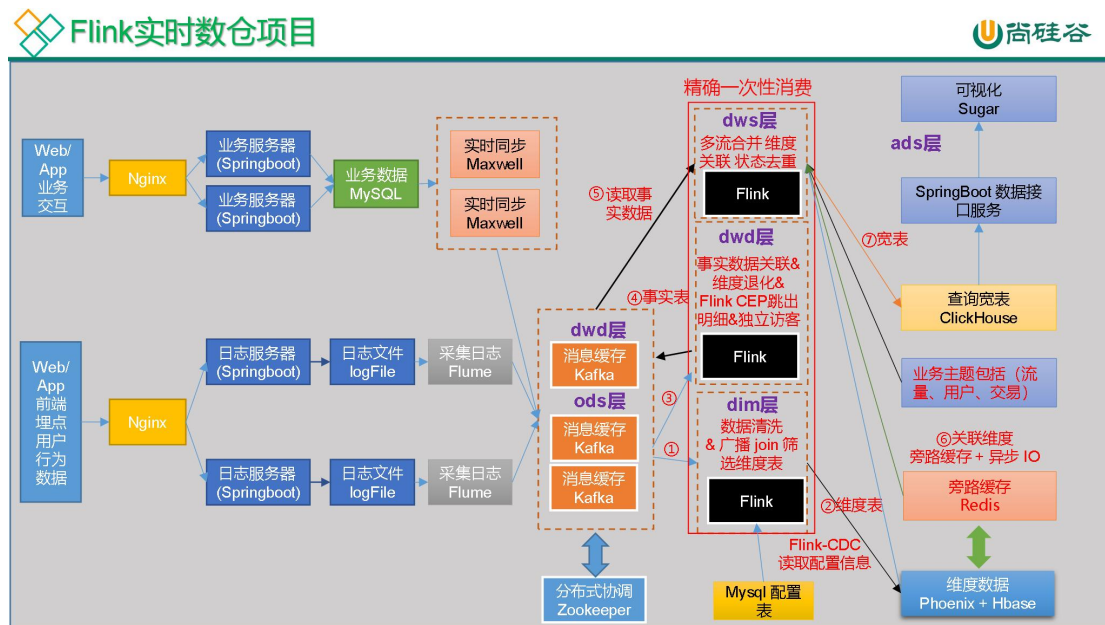 Flink实时数仓项目
尚硅谷
Web/
App
业务
交互
Nginx
业务服务器
(Springboot)
业务服务器
(Springboot)
业务数据
MySQL
实时同步
Maxwell
实时同步
Maxwell
Web/
App
前端
埋点
用户
行为
数据
Nginx
日志服务器
(Springboot)
日志文件
logFile
采集日志
Flume
日志服务器
(Springboot)
日志文件
logFile
采集日志
Flume
⑤读取事
实数据
④事实表
dwd层
消息缓存
Kafka
ods层
消息缓存
Kafka
消息缓存
Kafka
③
①
分布式协调
Zookeeper
精确一次性消费
dws层
多流合并 维度
关联 状态去重
Flink
dwd层
事实数据关联&
维度退化&
Flink CEP跳出
明细&独立访客
Flink
dim层
数据清洗
& 广播 join 筛
选维度表
Flink
②维度表
Flink-CDC
读取配置信息
Mysql 配置
表
可视化
Sugar
ads层
SpringBoot 数据接
口服务
⑦宽表
查询宽表
ClickHouse
业务主题包括（流
量、用户、交易）
⑥关联维度
旁路缓存 + 异步 IO
旁路缓存
Redis
维度数据
Phoenix + Hbase